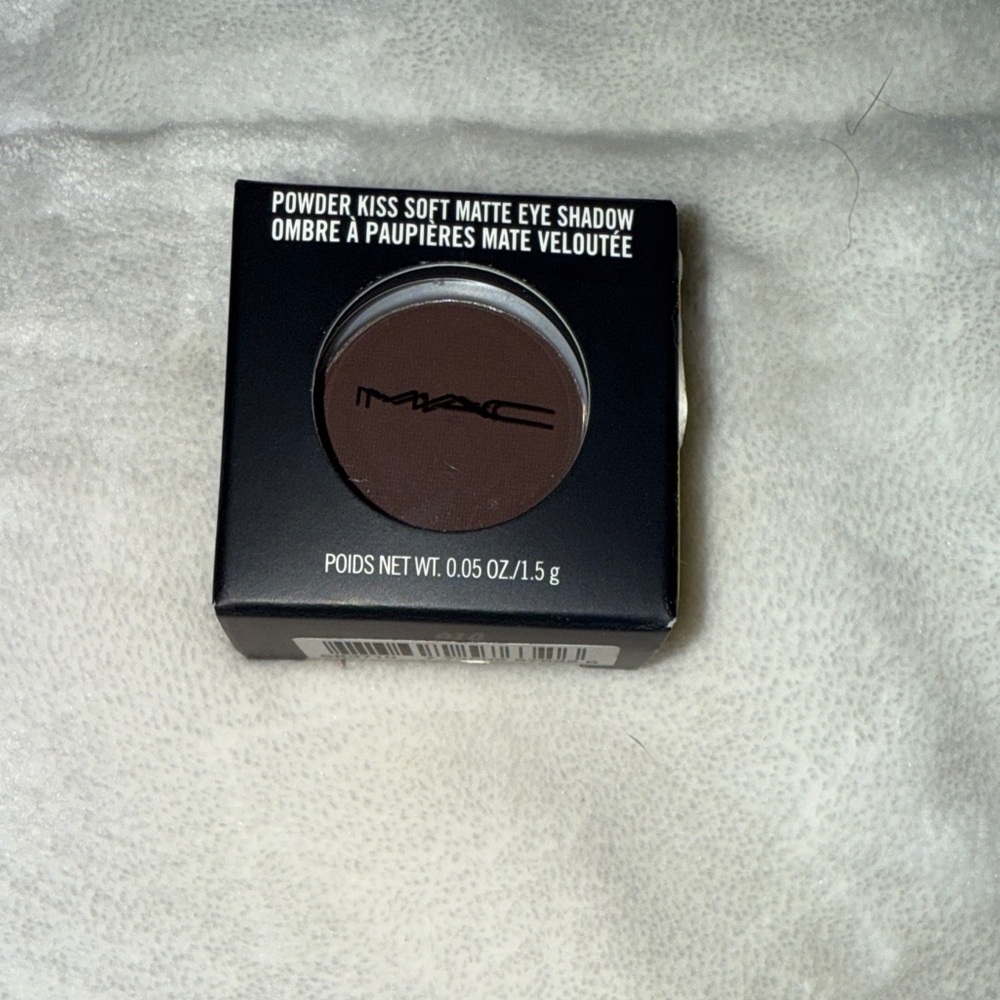 POWDER KISS SOFT MATTE EYE SHADOW
OMBRE À PAUPIÈRES MATE VELOUTÉE
MAC
POIDS NET WT. 0.05 OZ./1.5 g